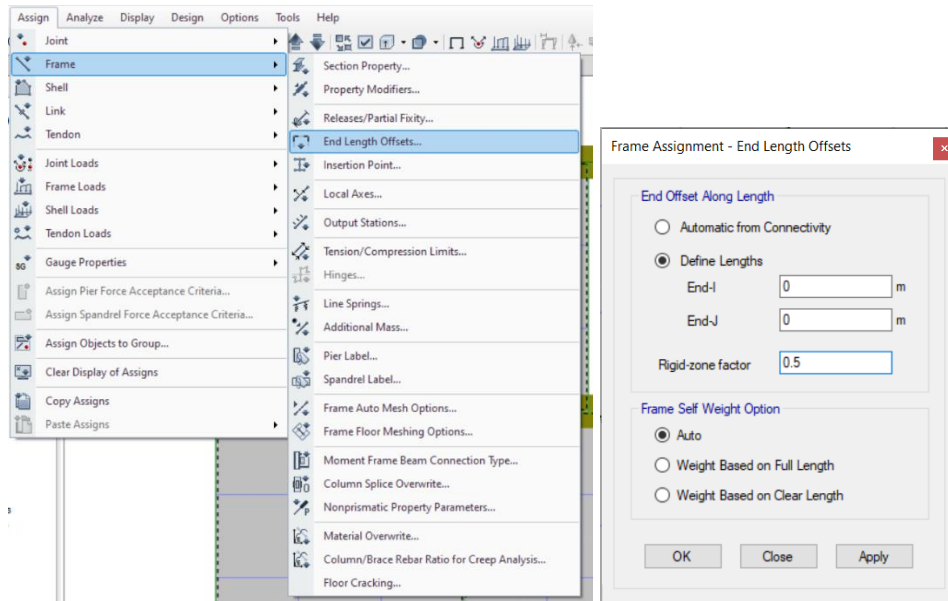 Assign Analyze Display Design Options Tools Help
Joint
Frame
Shell
Link
Tendon
Joint Loads
Frame Loads
Shell Loads
Tendon Loads
SG Gauge Properties
Assign Pier Force Acceptance Criteria...
Assign Spandrel Force Acceptance Criteria...
Assign Objects to Group...
Clear Display of Assigns
Copy Assigns
Paste Assigns
Section Property...
Property Modifiers...
Releases/Partial Fixity...
End Length Offsets...
Insertion Point...
Local Axes...
Output Stations...
Tension/Compression Limits...
Hinges...
Line Springs...
Additional Mass...
Pier Label...
Spandrel Label...
Frame Auto Mesh Options...
Frame Floor Meshing Options...
Moment Frame Beam Connection Type...
Column Splice Overwrite...
Nonprismatic Property Parameters...
Material Overwrite...
Column/Brace Rebar Ratio for Creep Analysis...
Floor Cracking...
Frame Assignment - End Length Offsets
End Offset Along Length
Automatic from Connectivity
Define Lengths
End-I 0 m
End-J 0 m
Rigid-zone factor 0.5
Frame Self Weight Option
Auto
Weight Based on Full Length
Weight Based on Clear Length
OK Close Apply